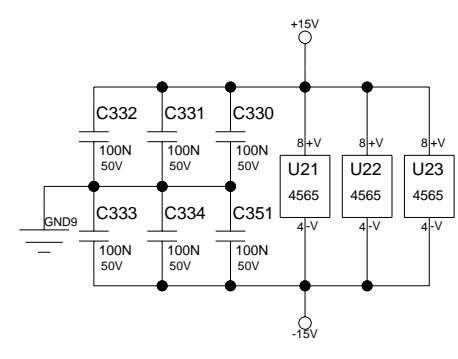 +15V
C332
C331
C330
100N
50V
100N
50V
100N
50V
8 +V
8 +V
8 +V
U21
4565
U22
4565
U23
4565
GND9
C333
C334
C351
100N
50V
100N
50V
100N
50V
4 -V
4 -V
4 -V
-15V